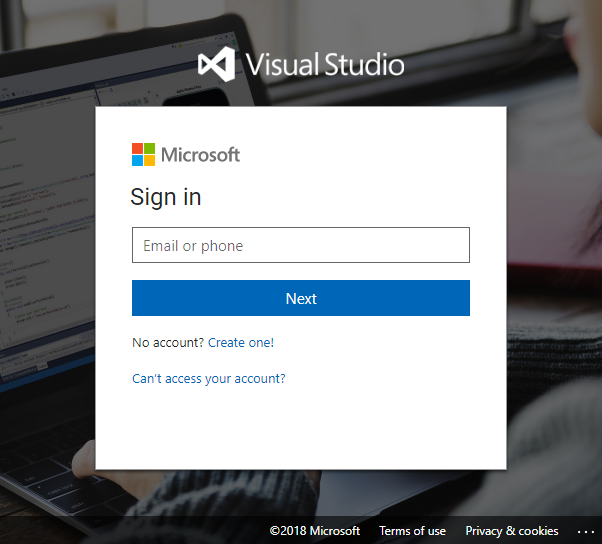 Visual Studio
Microsoft
Sign in
Email or phone
Next
No account? Create one!
Can't access your account?
©2018 Microsoft Terms of use Privacy & cookies ...